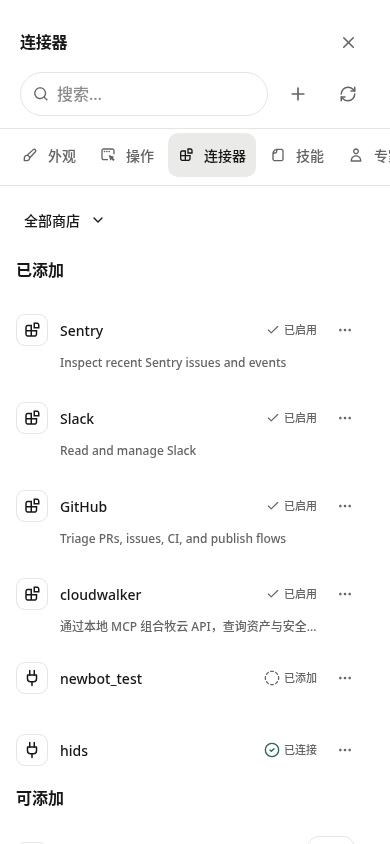 连接器
搜索...
外观 操作 连接器 技能 专
全部商店
已添加
Sentry 已启用
Inspect recent Sentry issues and events
Slack 已启用
Read and manage Slack
GitHub 已启用
Triage PRs, issues, CI, and publish flows
cloudwalker 已启用
通过本地 MCP 组合牧云 API，查询资产与安全...
newbot_test 已添加
hids 已连接
可添加